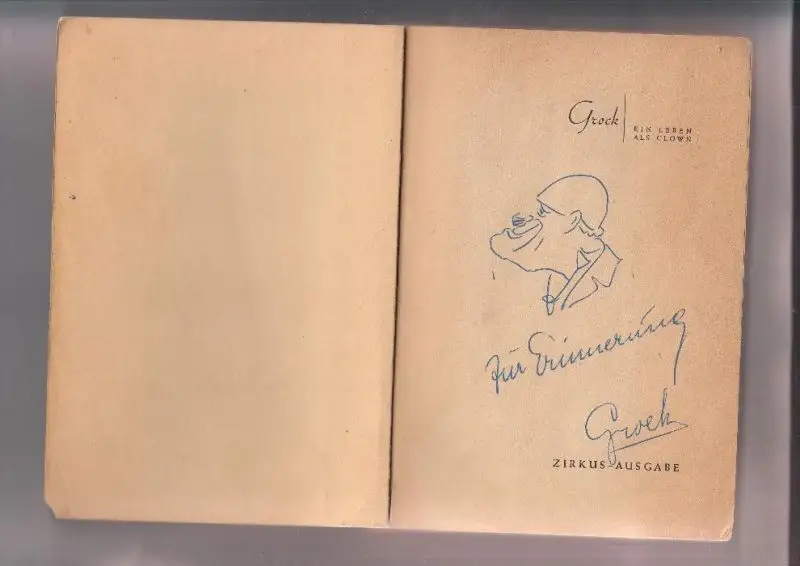 Grock
EIN LEBEN
ALS CLOWN
zur Erinnerung
Grock
ZIRKUS-AUSGABE